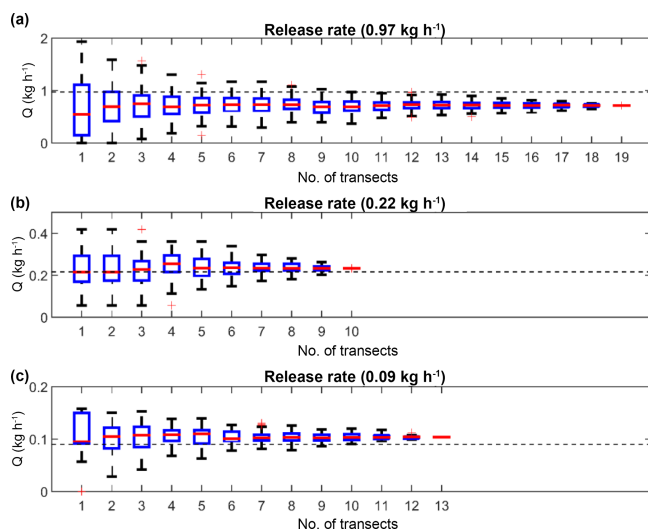 (a)
Release rate (0.97 kg h⁻¹)
2
1
0
Q (kg h⁻¹)
1 2 3 4 5 6 7 8 9 10 11 12 13 14 15 16 17 18 19
No. of transects
(b)
Release rate (0.22 kg h⁻¹)
0.4
0.2
0
Q (kg h⁻¹)
1 2 3 4 5 6 7 8 9 10
No. of transects
(c)
Release rate (0.09 kg h⁻¹)
0.2
0.1
0
Q (kg h⁻¹)
1 2 3 4 5 6 7 8 9 10 11 12 13
No. of transects